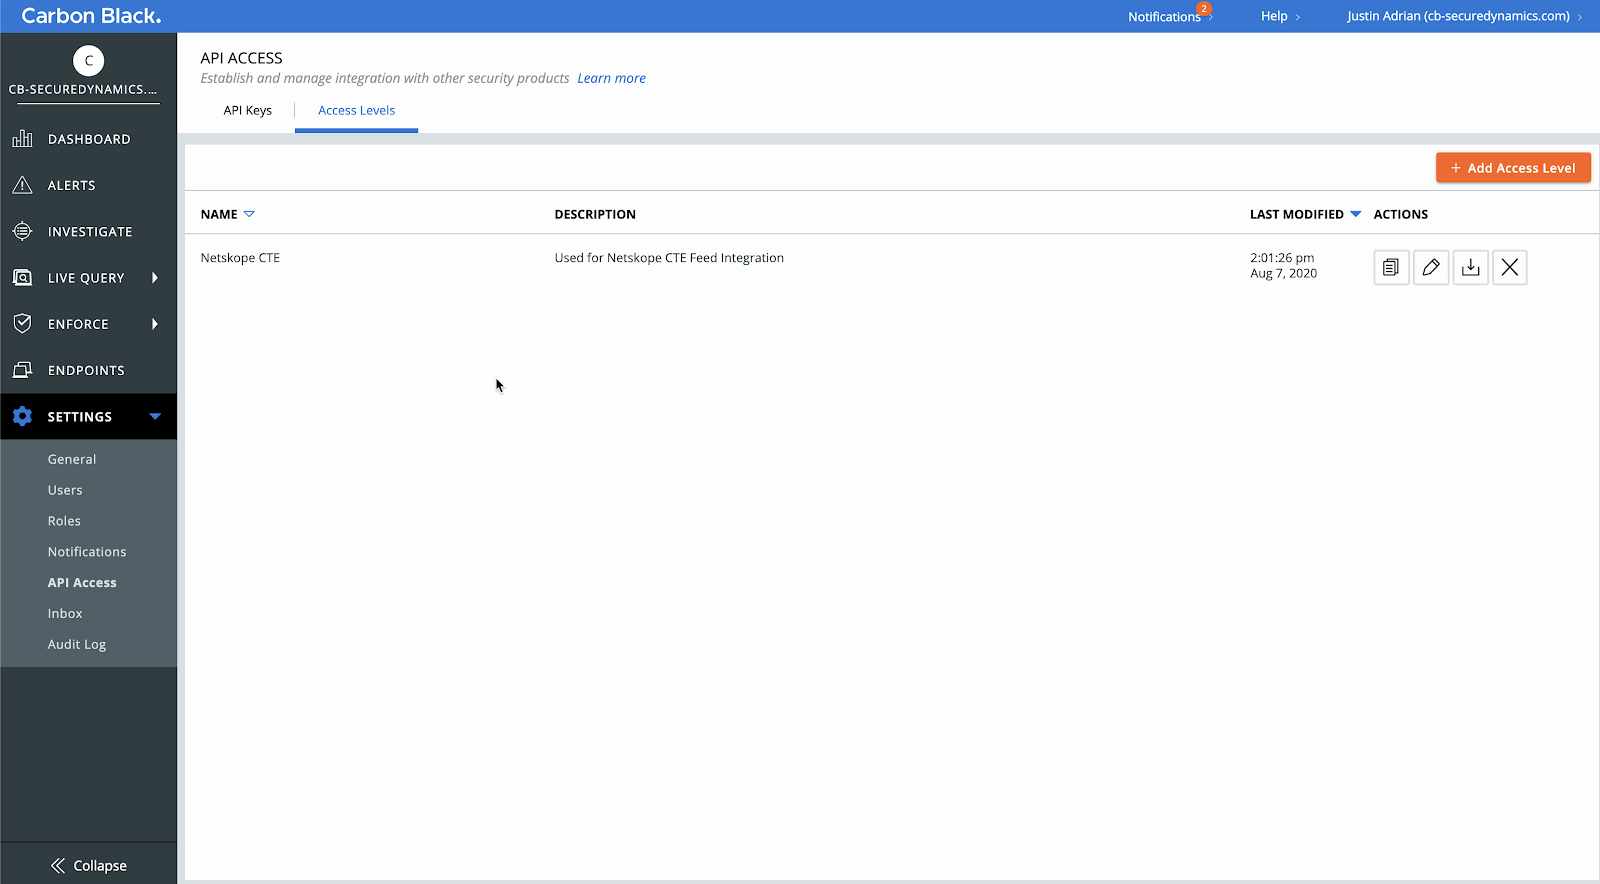 Carbon Black.
Notifications 2
Help
Justin Adrian (cb-securedynamics.com)
C
CB-SECUREDYNAMICS....
DASHBOARD
ALERTS
INVESTIGATE
LIVE QUERY
ENFORCE
ENDPOINTS
SETTINGS
General
Users
Roles
Notifications
API Access
Inbox
Audit Log
Collapse
API ACCESS
Establish and manage integration with other security products Learn more
API Keys
Access Levels
+ Add Access Level
NAME DESCRIPTION LAST MODIFIED ACTIONS
Netskope CTE Used for Netskope CTE Feed Integration 2:01:26 pm
Aug 7, 2020